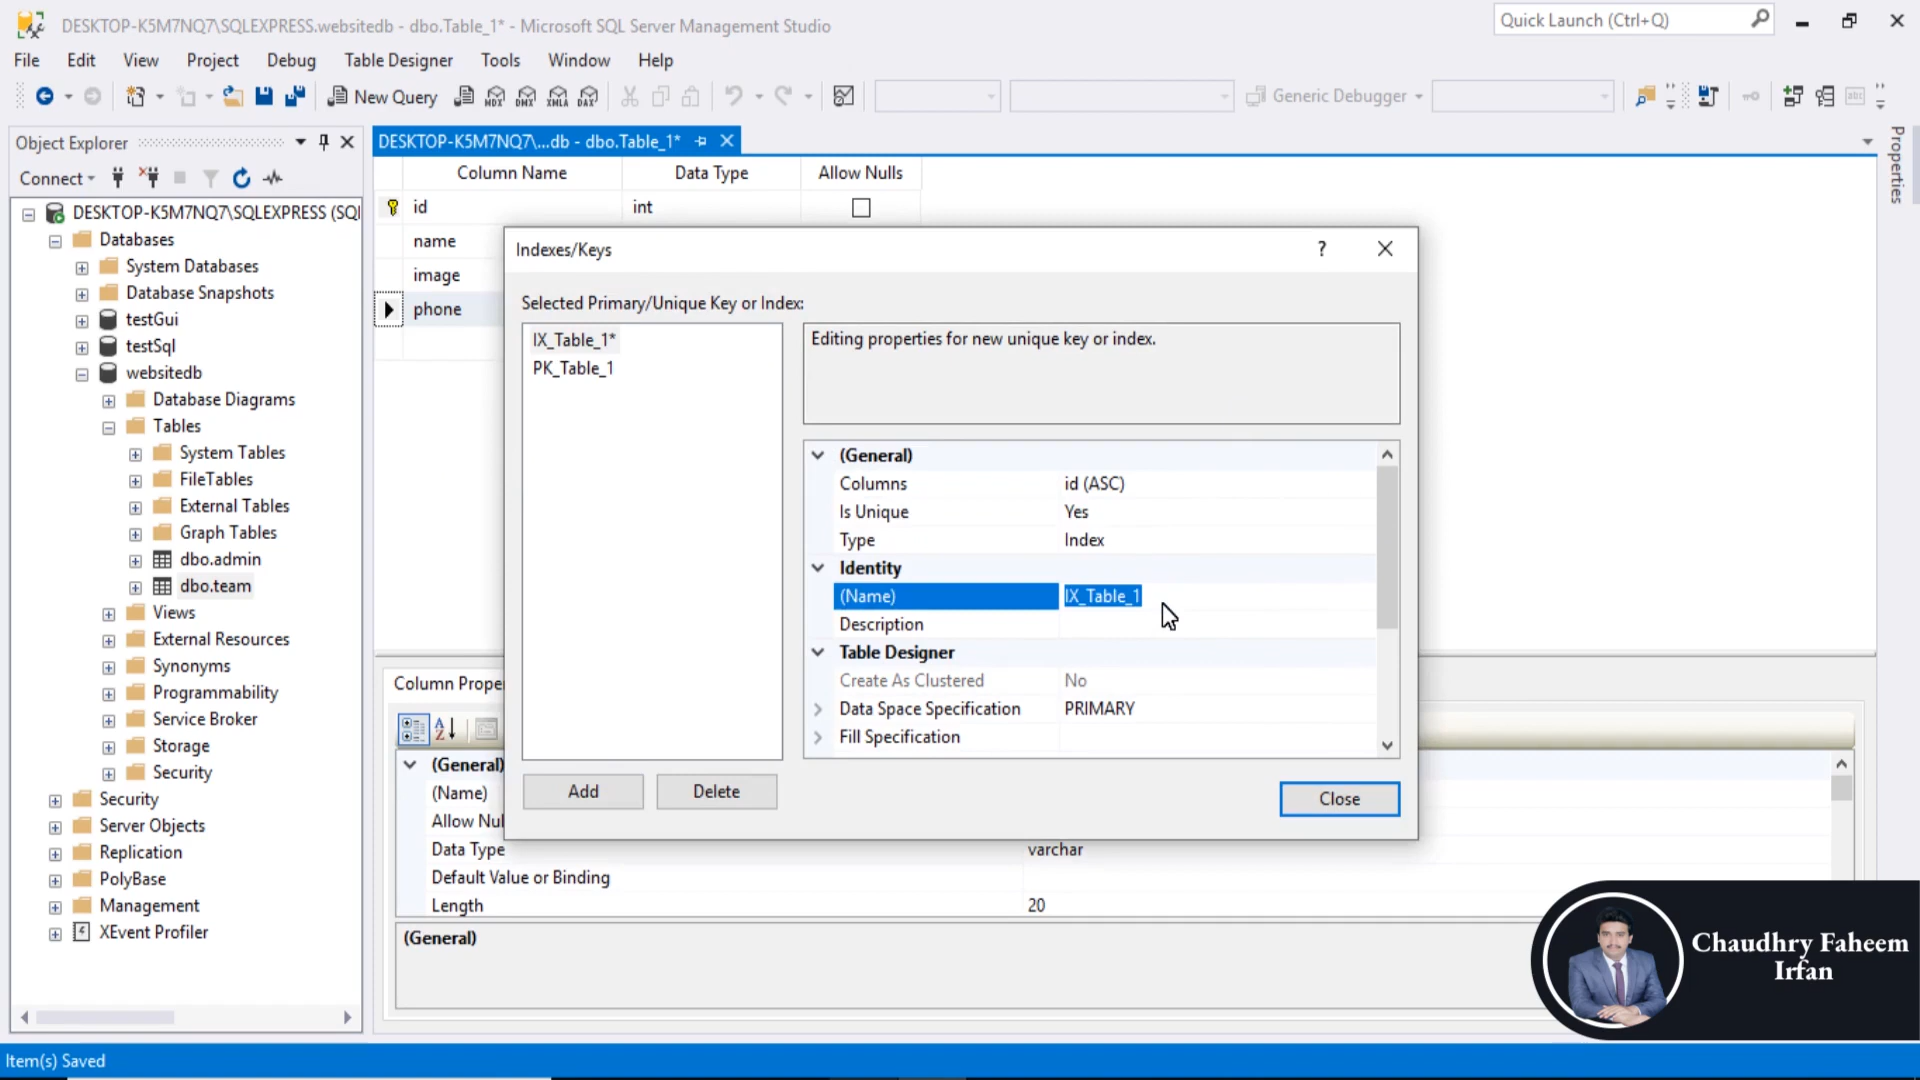 DESKTOP-K5M7NQ7\SQLEXPRESS.websitedb - dbo.Table_1* - Microsoft SQL Server Management Studio
Quick Launch (Ctrl+Q)
File Edit View Project Debug Table Designer Tools Window Help
New Query MDX DMX XMLA DAX Generic Debugger abc
Object Explorer
DESKTOP-K5M7NQ7\...db - dbo.Table_1*
Properties
Connect
DESKTOP-K5M7NQ7\SQLEXPRESS (SQl
Databases
System Databases
Database Snapshots
testGui
testSql
websitedb
Database Diagrams
Tables
System Tables
FileTables
External Tables
Graph Tables
dbo.admin
dbo.team
Views
External Resources
Synonyms
Programmability
Service Broker
Storage
Security
Security
Server Objects
Replication
PolyBase
Management
XEvent Profiler
Column Name Data Type Allow Nulls
id int
name
image
phone
Indexes/Keys ?
Selected Primary/Unique Key or Index:
IX_Table_1*
PK_Table_1
Editing properties for new unique key or index.
(General)
Columns id (ASC)
Is Unique Yes
Type Index
Identity
(Name) IX_Table_1
Description
Table Designer
Create As Clustered No
Data Space Specification PRIMARY
Fill Specification
Add Delete Close
Column Proper
A
Z
(General)
(Name)
Allow Nul
Data Type varchar
Default Value or Binding
Length 20
(General)
Chaudhry Faheem
Irfan
Item(s) Saved